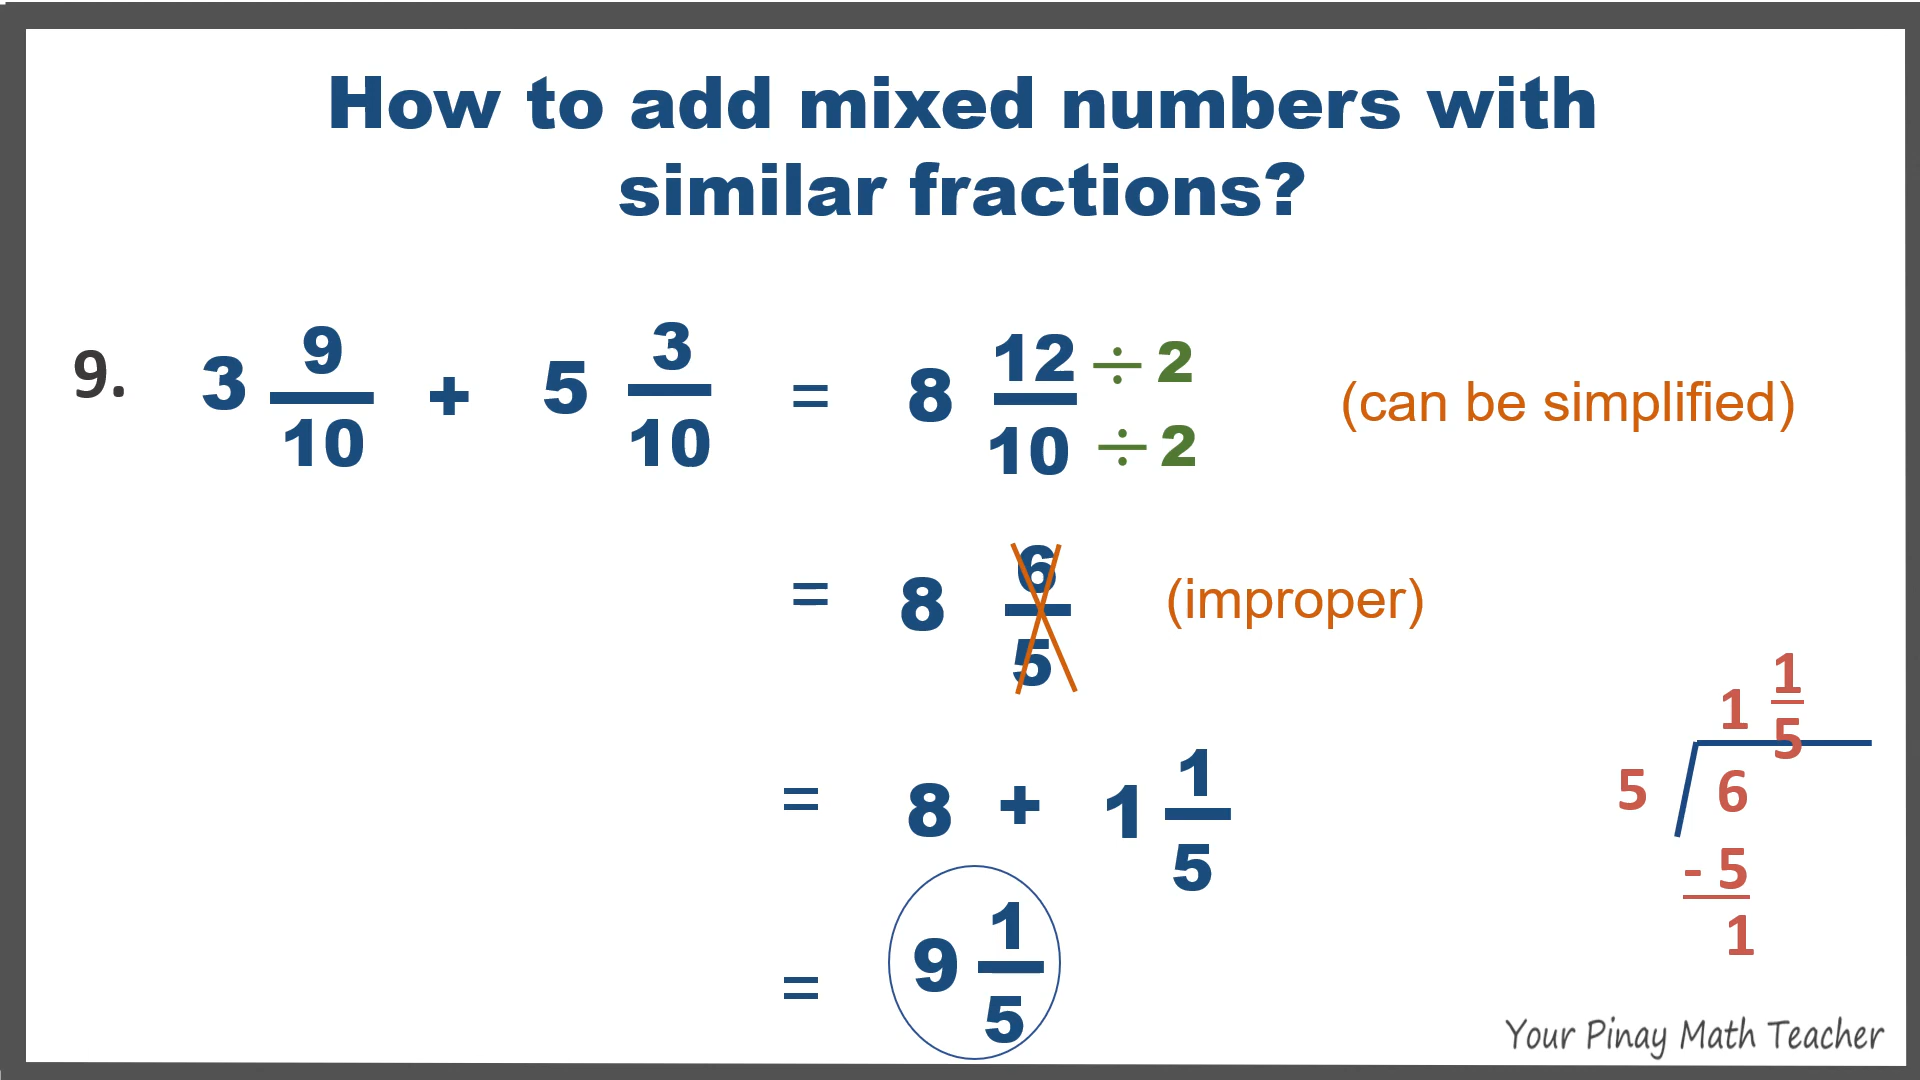 How to add mixed numbers with
similar fractions?
9. 3 9/10 + 5 3/10 = 8 12/10 ÷ 2 ÷ 2 (can be simplified)
= 8 6/5 (improper)
= 8 + 1 1/5
= 9 1/5
1 1/5
5 6
- 5
1
Your Pinay Math Teacher